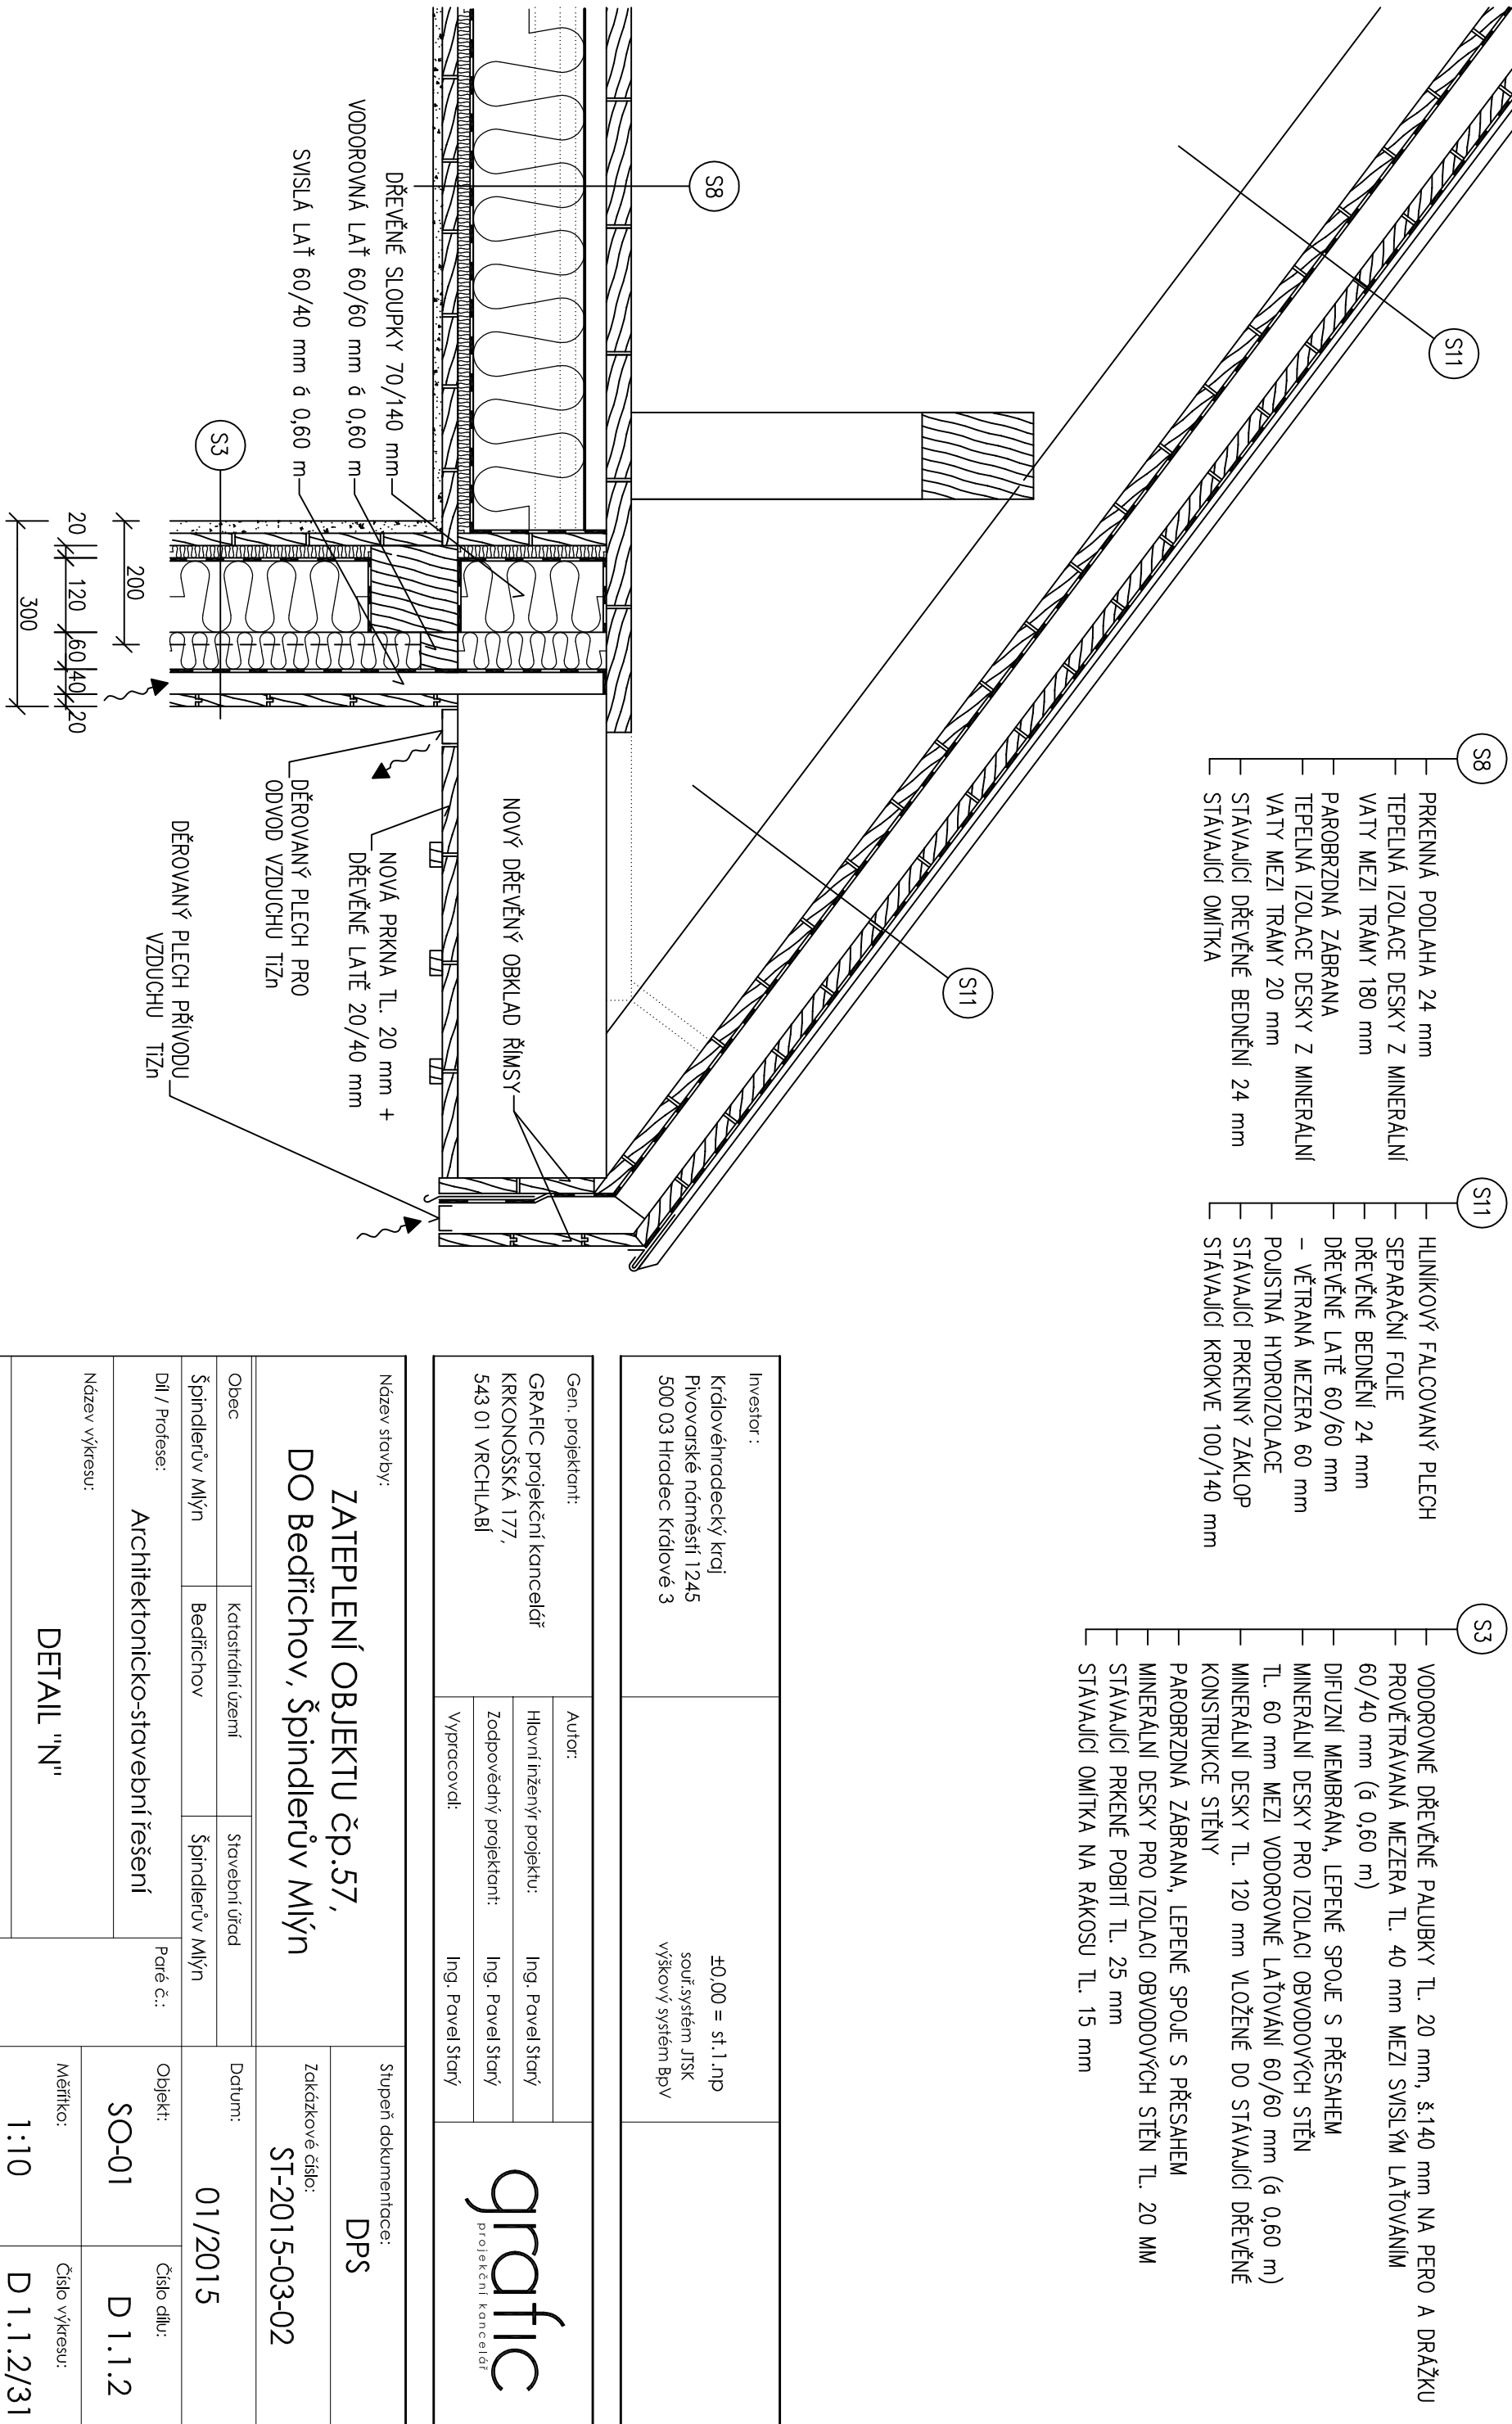 S8
PRKENNÁ PODLAHA 24 mm
TEPELNÁ IZOLACE DESKY Z MINERÁLNÍ
VATY MEZI TRÁMY 180 mm
PAROBRZDNÁ ZÁBRANA
TEPELNÁ IZOLACE DESKY Z MINERÁLNÍ
VATY MEZI TRÁMY 20 mm
STÁVAJÍCÍ DŘEVĚNÉ BEDNĚNÍ 24 mm
STÁVAJÍCÍ OMÍTKA
S11
HLINÍKOVÝ FALCOVANÝ PLECH
SEPARAČNÍ FOLIE
DŘEVĚNÉ BEDNĚNÍ 24 mm
DŘEVĚNÉ LATĚ 60/60 mm
– VĚTRANÁ MEZERA 60 mm
POJISTNÁ HYDROIZOLACE
STÁVAJÍCÍ PRKENNÝ ZÁKLOP
STÁVAJÍCÍ KROKVE 100/140 mm
S3
VODOROVNÉ DŘEVĚNÉ PALUBKY TL. 20 mm, š.140 mm NA PERO A DRÁŽKU
PROVĚTRÁVANÁ MEZERA TL. 40 mm MEZI SVISLÝM LAŤOVÁNÍM
60/40 mm (á 0,60 m)
DIFUZNÍ MEMBRÁNA, LEPENÉ SPOJE S PŘESAHEM
MINERÁLNÍ DESKY PRO IZOLACI OBVODOVÝCH STĚN
TL. 60 mm MEZI VODOROVNÉ LAŤOVÁNÍ 60/60 mm (á 0,60 m)
MINERÁLNÍ DESKY TL. 120 mm VLOŽENÉ DO STÁVAJÍCÍ DŘEVĚNÉ
KONSTRUKCE STĚNY
PAROBRZDNÁ ZÁBRANA, LEPENÉ SPOJE S PŘESAHEM
MINERÁLNÍ DESKY PRO IZOLACI OBVODOVÝCH STĚN TL. 20 MM
STÁVAJÍCÍ PRKENÉ POBITÍ TL. 25 mm
STÁVAJÍCÍ OMÍTKA NA RÁKOSU TL. 15 mm
S11
S8
S11
DŘEVĚNÉ SLOUPKY 70/140 mm
VODOROVNÁ LAŤ 60/60 mm á 0,60 m
SVISLÁ LAŤ 60/40 mm á 0,60 m
S3
NOVÝ DŘEVĚNÝ OBKLAD ŘÍMSY
NOVÁ PRKNA TL. 20 mm +
DŘEVĚNÉ LATĚ 20/40 mm
DĚROVANÝ PLECH PRO
ODVOD VZDUCHU TiZn
DĚROVANÝ PLECH PŘÍVODU
VZDUCHU TiZn
200
20
120
60
40
20
300
Investor :
Královéhradecký kraj
Pivovarské náměstí 1245
500 03 Hradec Králové 3
±0,00 = st.1.np
souř.systém JTSK
výškový systém BpV
Gen. projektant:
GRAFIC projekční kancelář
KRKONOŠSKÁ 177,
543 01 VRCHLABÍ
Autor:
Hlavní inženýr projektu: Ing. Pavel Starý
Zodpovědný projektant: Ing. Pavel Starý
Vypracoval: Ing. Pavel Starý
grafic
projekční kancelář
Název stavby:
ZATEPLENÍ OBJEKTU čp.57,
DO Bedřichov, Špindlerův Mlýn
Stupeň dokumentace:
DPS
Zakázkové číslo:
ST-2015-03-02
Obec
Špindlerův Mlýn
Katastrální území
Bedřichov
Stavební úřad
Špindlerův Mlýn
Datum:
01/2015
Díl / Profese:
Architektonicko-stavební řešení
Paré č.:
Objekt:
SO-01
Číslo dílu:
D 1.1.2
Název výkresu:
DETAIL "N"
Měřítko:
1:10
Číslo výkresu:
D 1.1.2/31